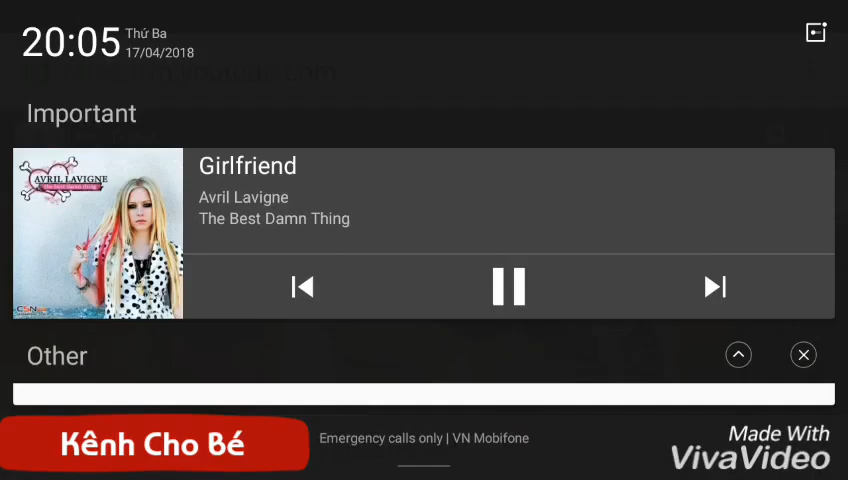 20:05
Thứ Ba
17/04/2018
Important
AVRIL LAVIGNE
the best damn thing
CSN
Girlfriend
Avril Lavigne
The Best Damn Thing
Other
Kênh Cho Bé
Emergency calls only | VN Mobifone
Made With
VivaVideo